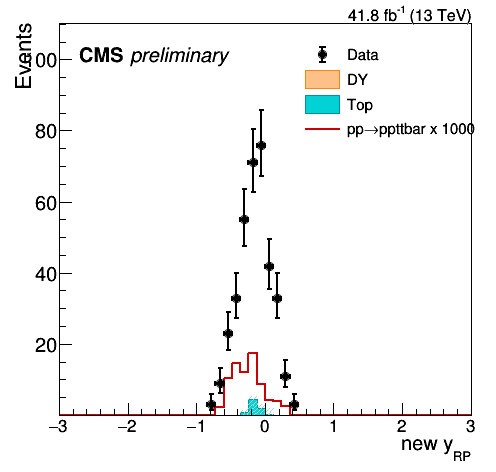 41.8 fb⁻¹ (13 TeV)
Events
CMS preliminary
Data
DY
Top
pp→ppttbar x 1000
00
80
60
40
20
−3 −2 −1 0 1 2 3
new y_RP